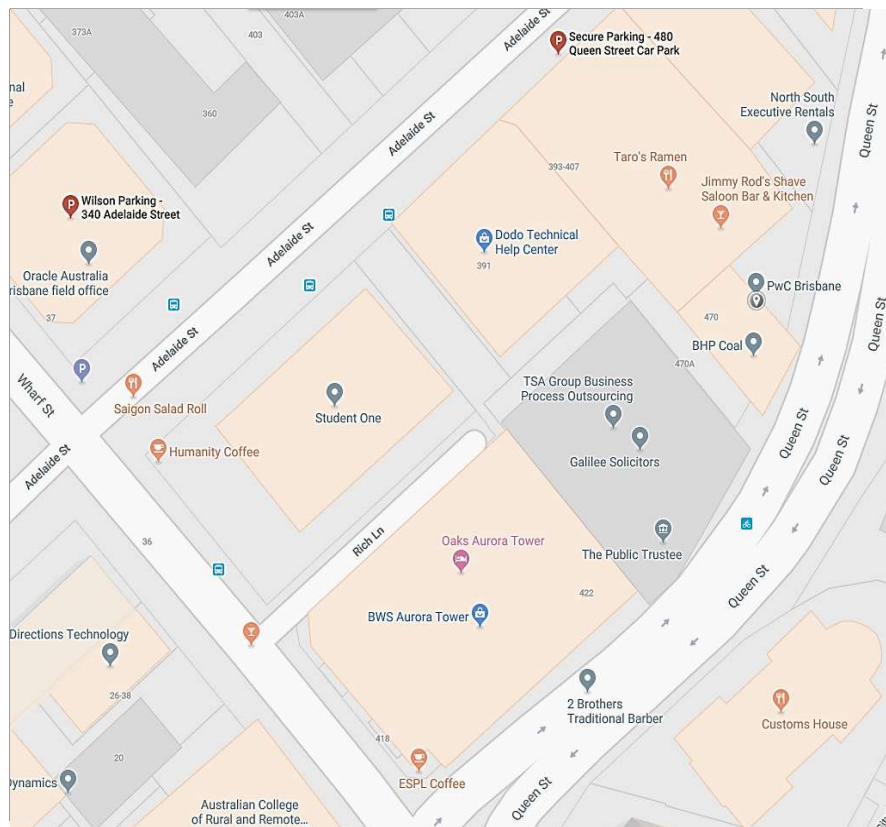 403A
Adelaide St
373A
403
Secure Parking - 480
Queen Street Car Park
nal
e
360
Adelaide St
North South
Executive Rentals
Queen St
393-407
Taro's Ramen
Jimmy Rod's Shave
Saloon Bar & Kitchen
Wilson Parking -
340 Adelaide Street
Adelaide St
Dodo Technical
Help Center
391
Oracle Australia
risbane field office
37
PwC Brisbane
470
BHP Coal
470A
Queen St
Adelaide St
Wharf St
Saigon Salad Roll
Student One
TSA Group Business
Process Outsourcing
Humanity Coffee
Galilee Solicitors
Queen St
Queen St
Adelaide St
36
Rich Ln
Oaks Aurora Tower
The Public Trustee
422
Queen St
BWS Aurora Tower
Directions Technology
26-38
2 Brothers
Traditional Barber
Customs House
418
20
ESPL Coffee
Dynamics
Queen St
Australian College
of Rural and Remote...